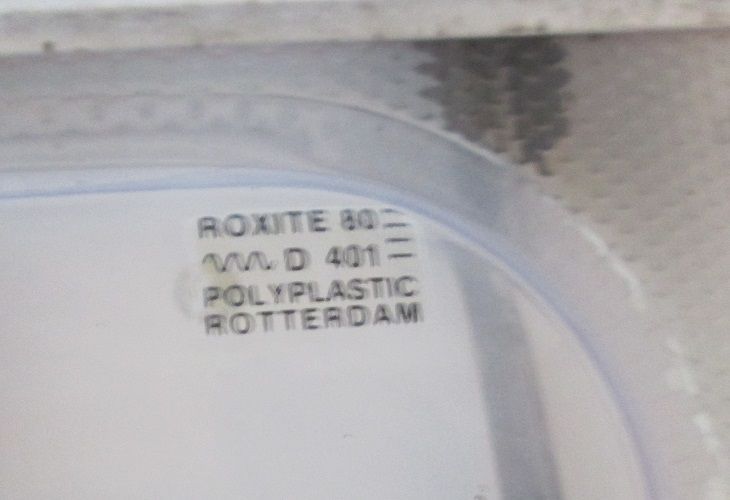 ROXITE 80
D 401
POLYPLASTIC
ROTTERDAM